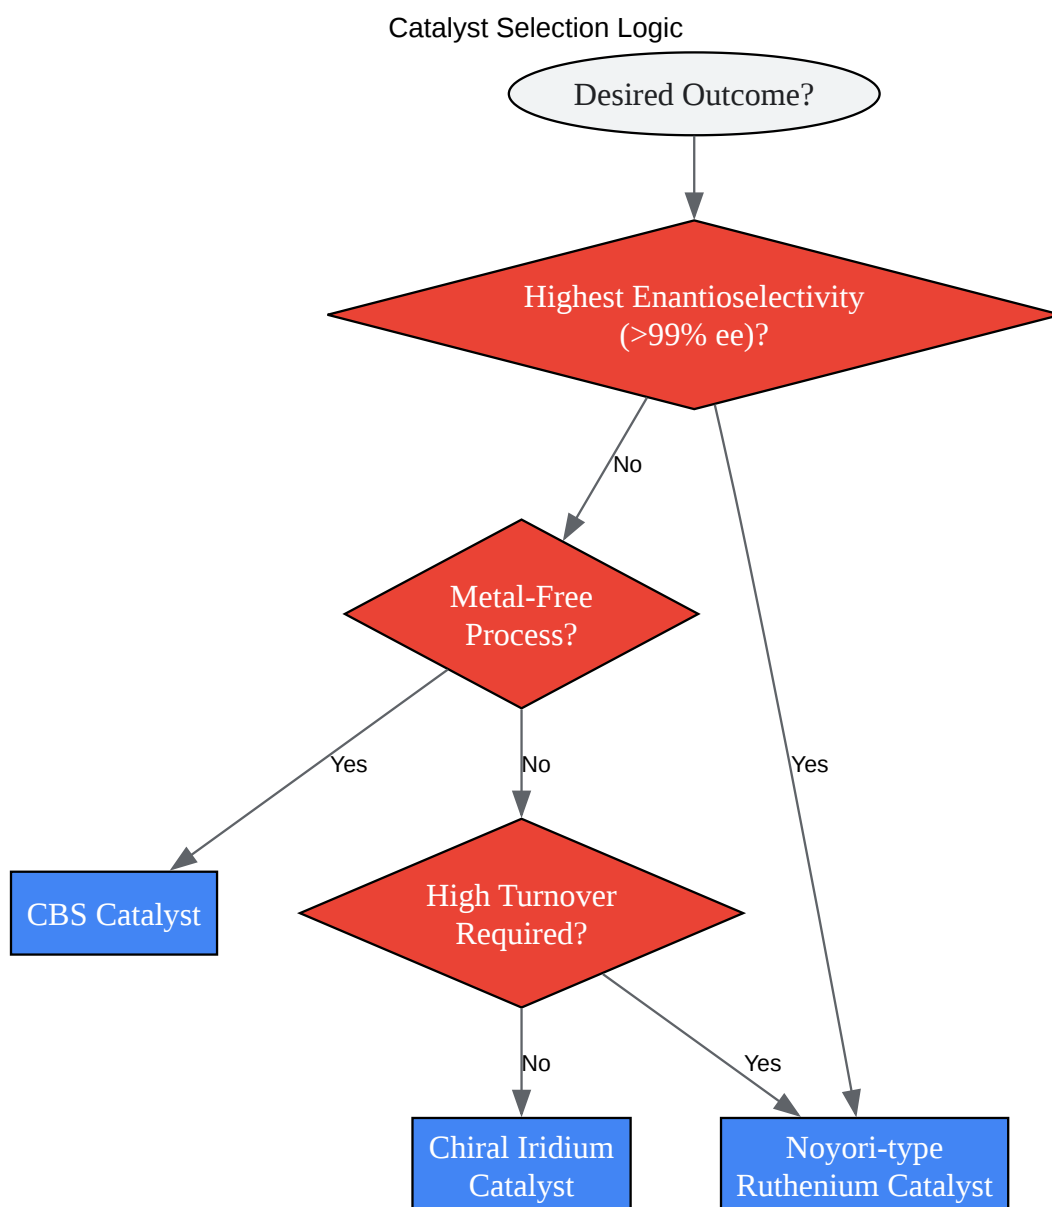 Catalyst Selection Logic
Desired Outcome?
Highest Enantioselectivity
(>99% ee)?
No
Metal-Free
Process?
Yes
No
Yes
CBS Catalyst
High Turnover
Required?
No
Yes
Chiral Iridium
Catalyst
Noyori-type
Ruthenium Catalyst